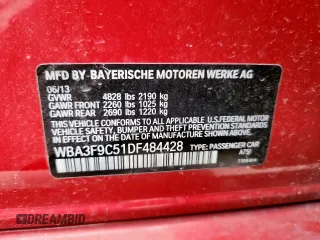 MFD BY BAYERISCHE MOTOREN WERKE AG
06/13
GVWR 4828 lbs 2190 kg
GAWR FRONT 2260 lbs 1025 kg
GAWR REAR 2690 lbs 1220 kg
THIS VEHICLE CONFORMS TO ALL APPLICABLE U.S. FEDERAL MOTOR
VEHICLE SAFETY, BUMPER, AND THEFT PREVENTION STANDARDS
IN EFFECT ON THE DATE OF MANUFACTURE SHOWN ABOVE.
WBA3F9C51DF484428 TYPE: PASSENGER CAR
A75/
DREAMBID